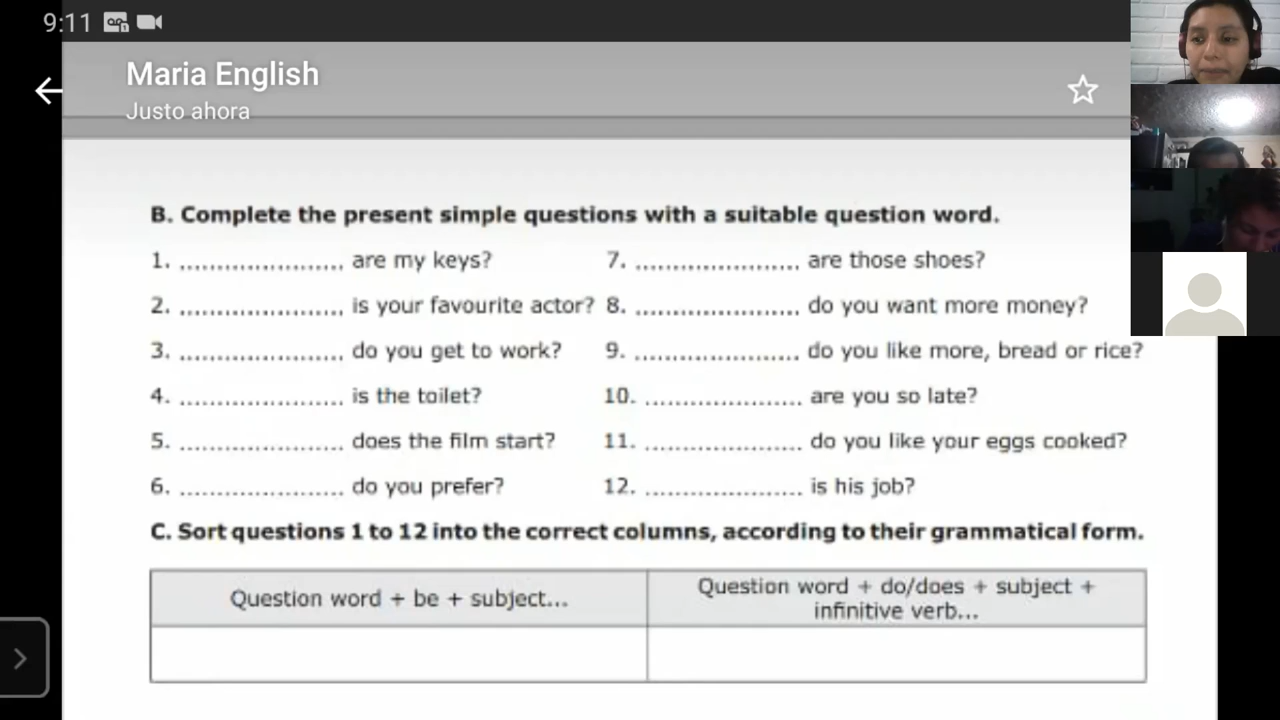 9:11
Maria English
Justo ahora
B. Complete the present simple questions with a suitable question word.
1. ...................... are my keys?
2. ...................... is your favourite actor?
3. ...................... do you get to work?
4. ...................... is the toilet?
5. ...................... does the film start?
6. ...................... do you prefer?
7. ...................... are those shoes?
8. ...................... do you want more money?
9. ...................... do you like more, bread or rice?
10. ..................... are you so late?
11. ..................... do you like your eggs cooked?
12. ..................... is his job?
C. Sort questions 1 to 12 into the correct columns, according to their grammatical form.
Question word + be + subject...
Question word + do/does + subject +
infinitive verb...